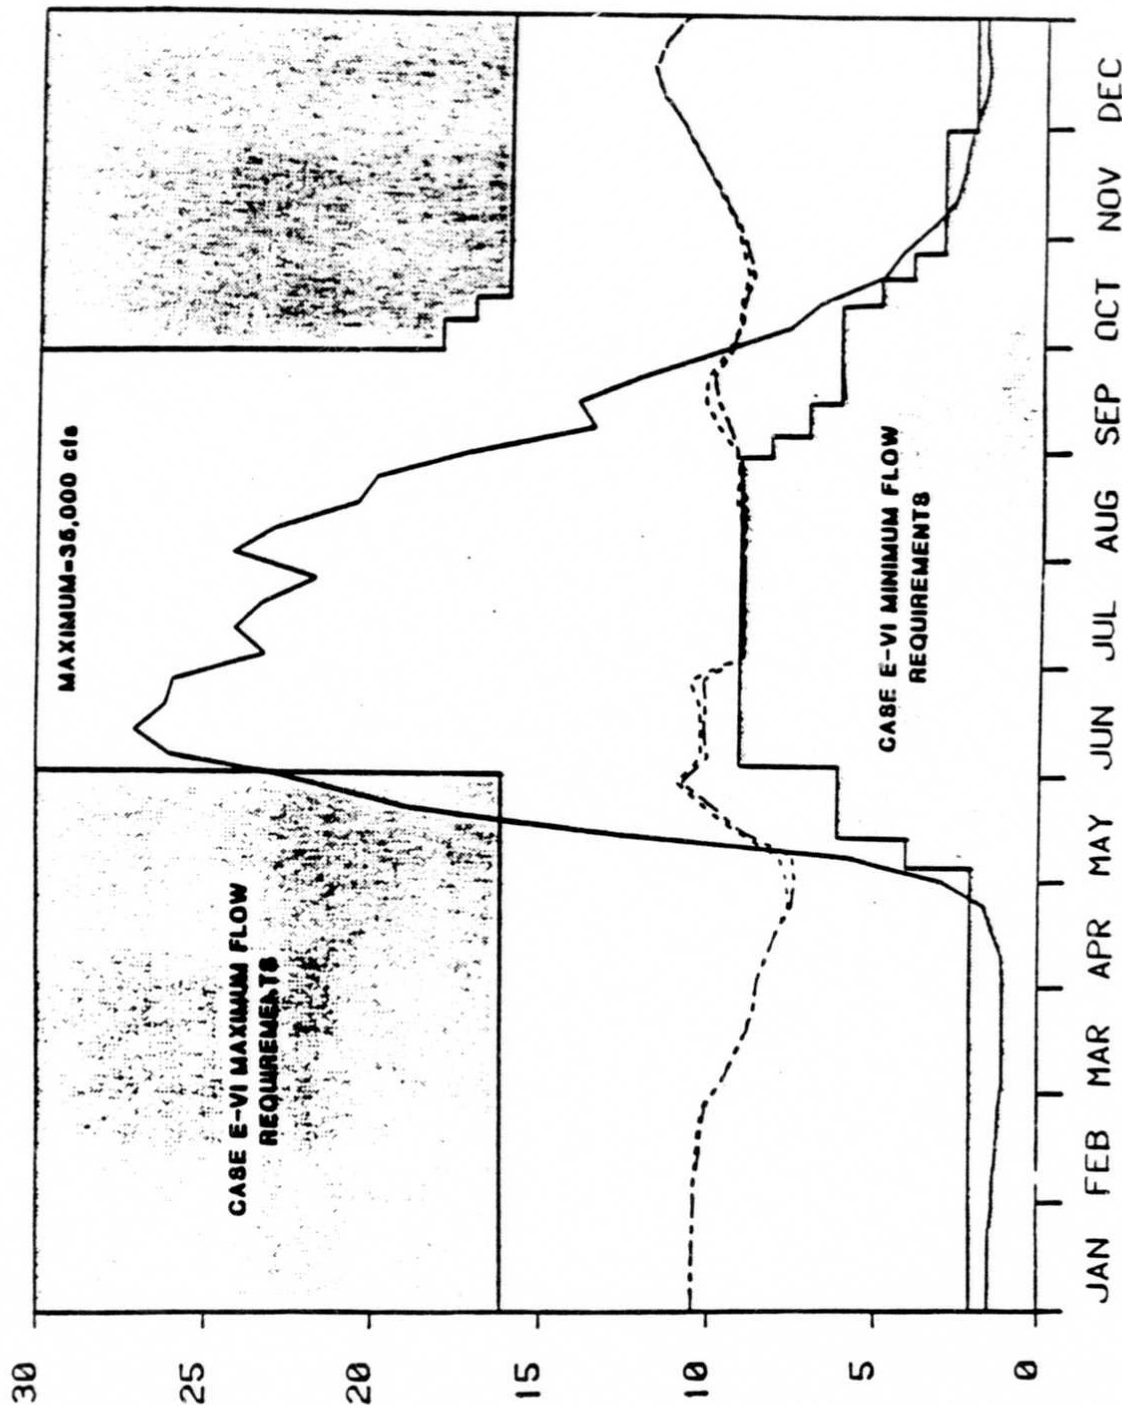 MAXIMUM=35,000 cfs
CASE E-VI MAXIMUM FLOW
REQUIREMENTS
CASE E-VI MINIMUM FLOW
REQUIREMENTS
30
25
20
15
10
5
0
JAN FEB MAR APR MAY JUN JUL AUG SEP OCT NOV DEC